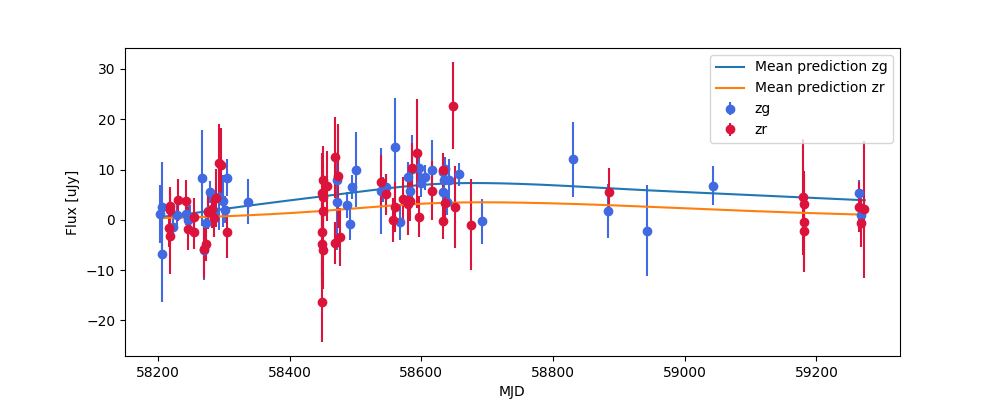 30
20
10
0
−10
−20
Flux [uJy]
58200 58400 58600 58800 59000 59200
MJD
Mean prediction zg
Mean prediction zr
zg
zr